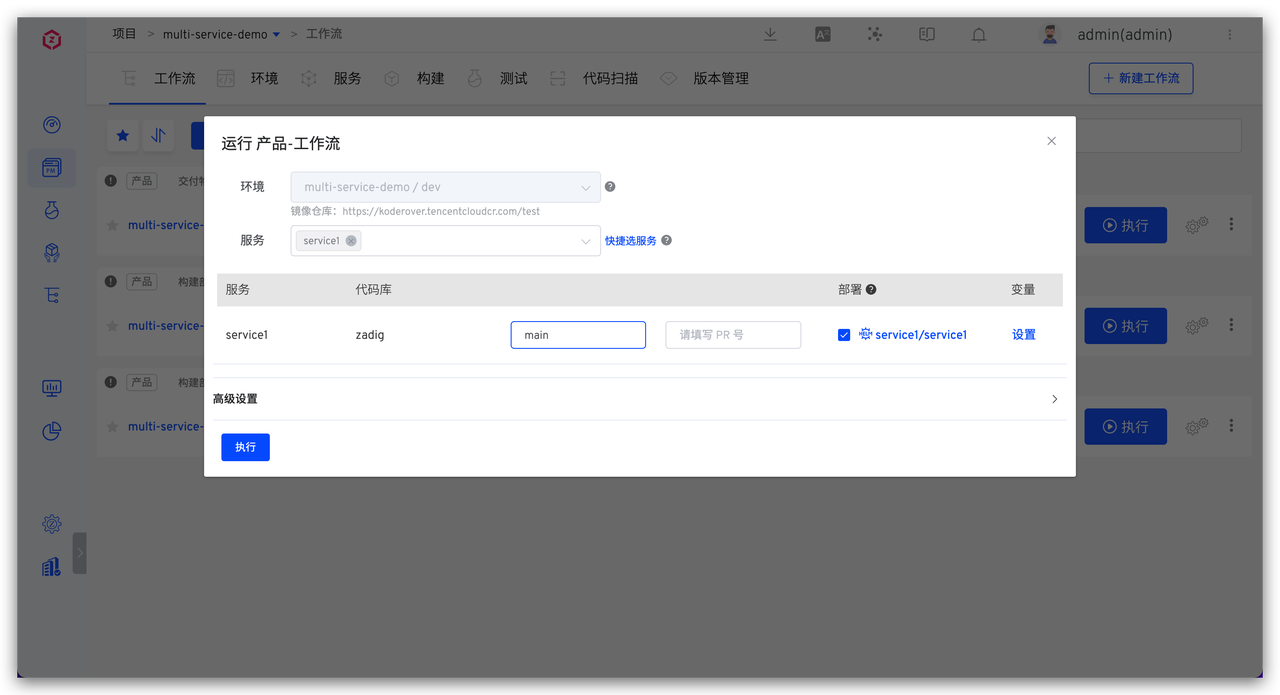 项目 > multi-service-demo > 工作流
admin(admin)
工作流 环境 服务 构建 测试 代码扫描 版本管理
+ 新建工作流
运行 产品-工作流
环境 multi-service-demo / dev
镜像仓库: https://koderover.tencentcloudcr.com/test
服务 service1 快捷选服务
服务 代码库 部署 变量
service1 zadig main 请填写 PR 号 service1/service1 设置
高级设置
执行
产品 交付物
multi-service- 执行
产品 构建
multi-service- 执行
产品 构建
multi-service- 执行